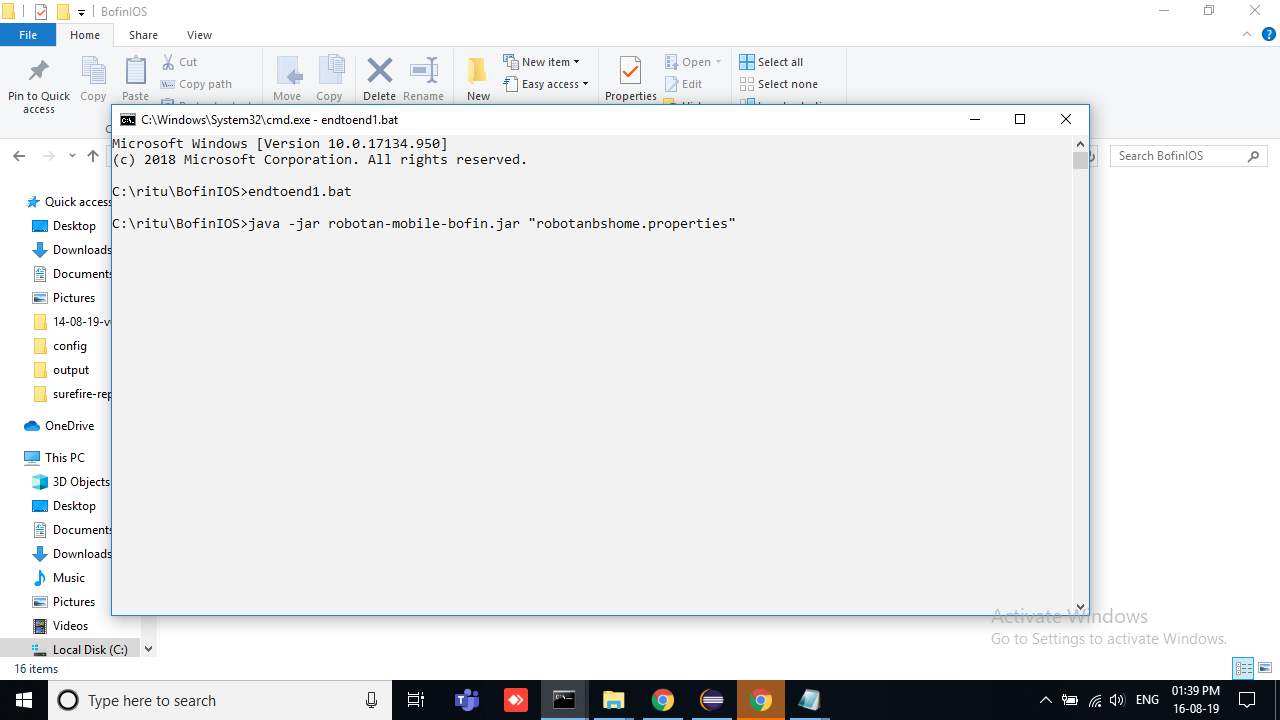 BofinIOS
File Home Share View
Pin to Quick access
Copy
Paste
Cut
Copy path
Move
Copy
Delete
Rename
New
New item
Easy access
Properties
Open
Edit
Select all
Select none
C:\Windows\System32\cmd.exe - endtoend1.bat
Microsoft Windows [Version 10.0.17134.950]
(c) 2018 Microsoft Corporation. All rights reserved.
C:\ritu\BofinIOS>endtoend1.bat
C:\ritu\BofinIOS>java -jar robotan-mobile-bofin.jar "robotanbshome.properties"
Search BofinIOS
Quick access
Desktop
Downloads
Documents
Pictures
14-08-19-v
config
output
surefire-rep
OneDrive
This PC
3D Objects
Desktop
Documents
Downloads
Music
Pictures
Videos
Local Disk (C:)
Activate Windows
Go to Settings to activate Windows.
16 items
Type here to search
ENG
01:39 PM
16-08-19